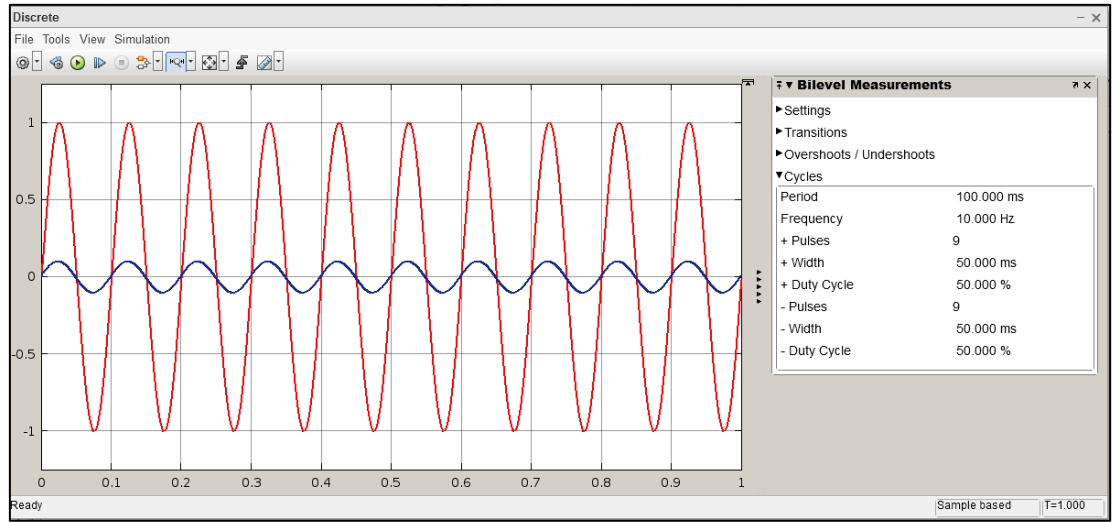 Discrete
File Tools View Simulation
1
0.5
0
-0.5
-1
0 0.1 0.2 0.3 0.4 0.5 0.6 0.7 0.8 0.9 1
Bilevel Measurements
Settings
Transitions
Overshoots / Undershoots
Cycles
Period 100.000 ms
Frequency 10.000 Hz
+ Pulses 9
+ Width 50.000 ms
+ Duty Cycle 50.000 %
- Pulses 9
- Width 50.000 ms
- Duty Cycle 50.000 %
Ready Sample based T=1.000